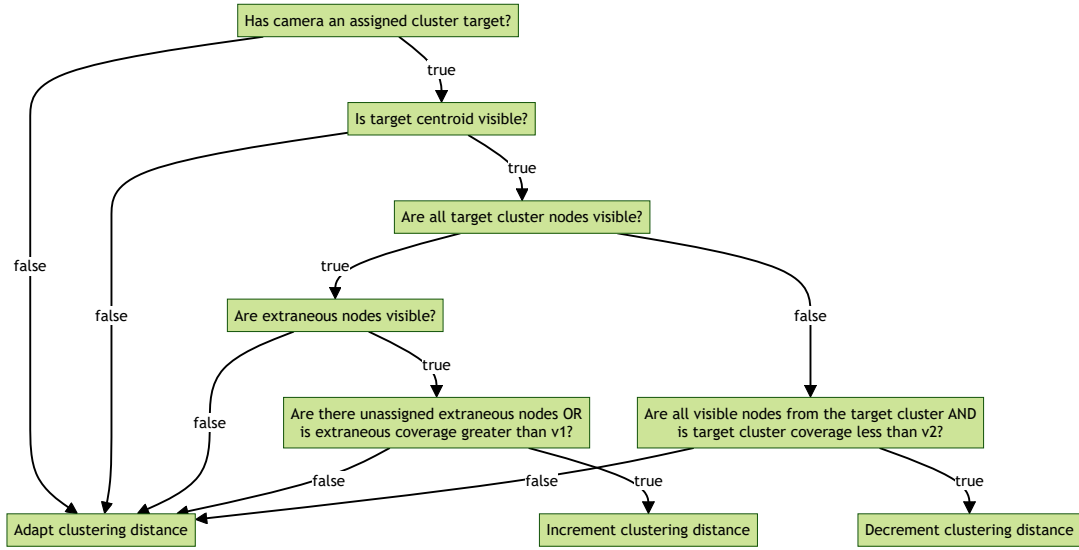 Has camera an assigned cluster target?
true
Is target centroid visible?
true
Are all target cluster nodes visible?
false
true
Are extraneous nodes visible?
false
false
true
false
Are there unassigned extraneous nodes OR
is extraneous coverage greater than v1?
Are all visible nodes from the target cluster AND
is target cluster coverage less than v2?
false
false
true
true
Adapt clustering distance
Increment clustering distance
Decrement clustering distance